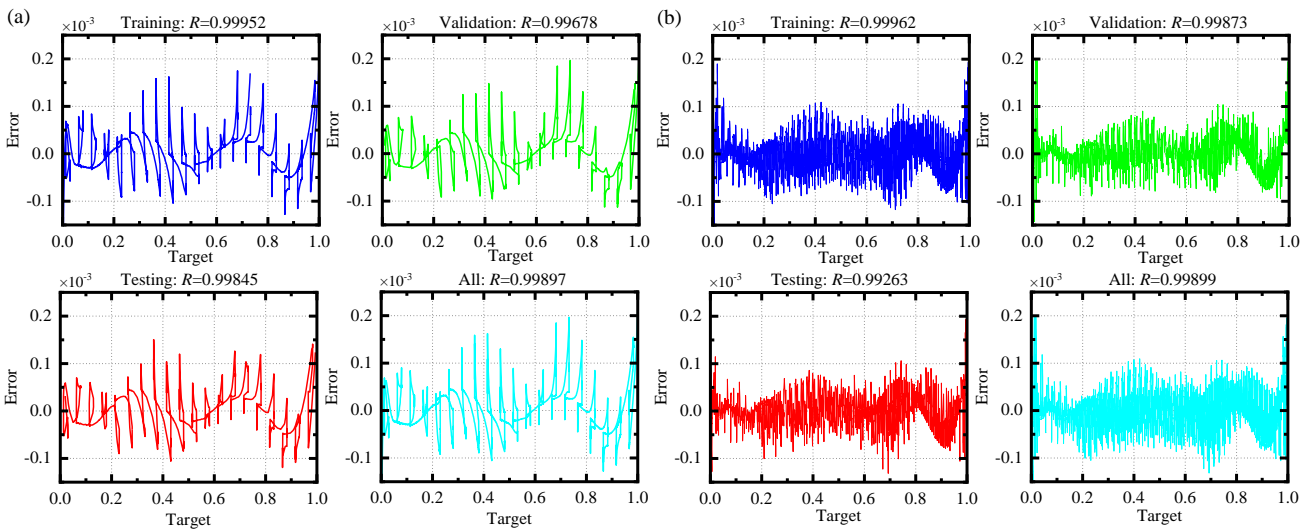 (a)
×10⁻³ Training: R=0.99952
Error
0.2
0.1
0.0
-0.1
0.0 0.2 0.4 0.6 0.8 1.0
Target
×10⁻³ Validation: R=0.99678
Error
0.2
0.1
0.0
-0.1
0.0 0.2 0.4 0.6 0.8 1.0
Target
×10⁻³ Testing: R=0.99845
Error
0.2
0.1
0.0
-0.1
0.0 0.2 0.4 0.6 0.8 1.0
Target
×10⁻³ All: R=0.99897
Error
0.2
0.1
0.0
-0.1
0.0 0.2 0.4 0.6 0.8 1.0
Target
(b)
×10⁻³ Training: R=0.99962
Error
0.2
0.1
0.0
-0.1
0.0 0.2 0.4 0.6 0.8 1.0
Target
×10⁻³ Validation: R=0.99873
Error
0.2
0.1
0.0
-0.1
0.0 0.2 0.4 0.6 0.8 1.0
Target
×10⁻³ Testing: R=0.99263
Error
0.2
0.1
0.0
-0.1
0.0 0.2 0.4 0.6 0.8 1.0
Target
×10⁻³ All: R=0.99899
Error
0.2
0.1
0.0
-0.1
0.0 0.2 0.4 0.6 0.8 1.0
Target